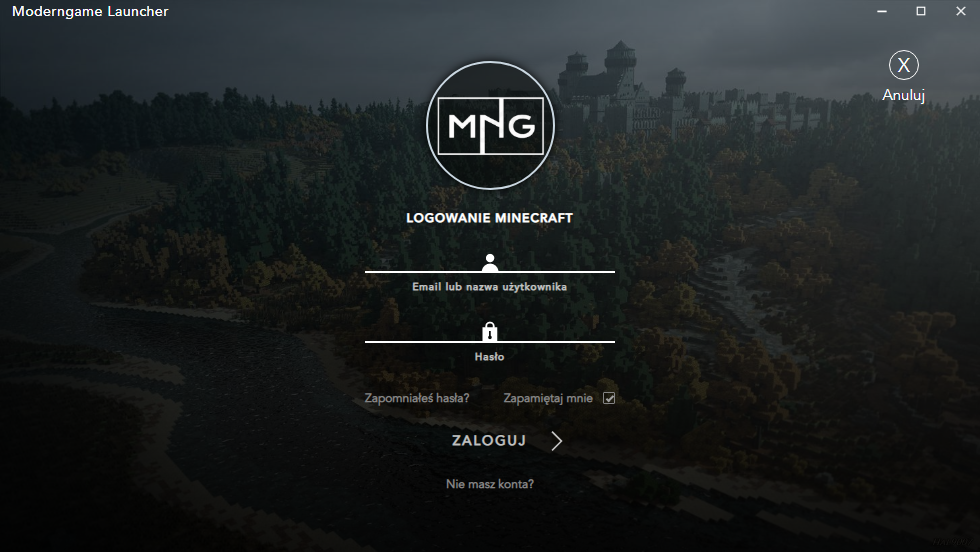 Moderngame Launcher
X
Anuluj
MNG
LOGOWANIE MINECRAFT
Email lub nazwa użytkownika
Hasło
Zapomniałeś hasła? Zapamiętaj mnie
ZALOGUJ
Nie masz konta?